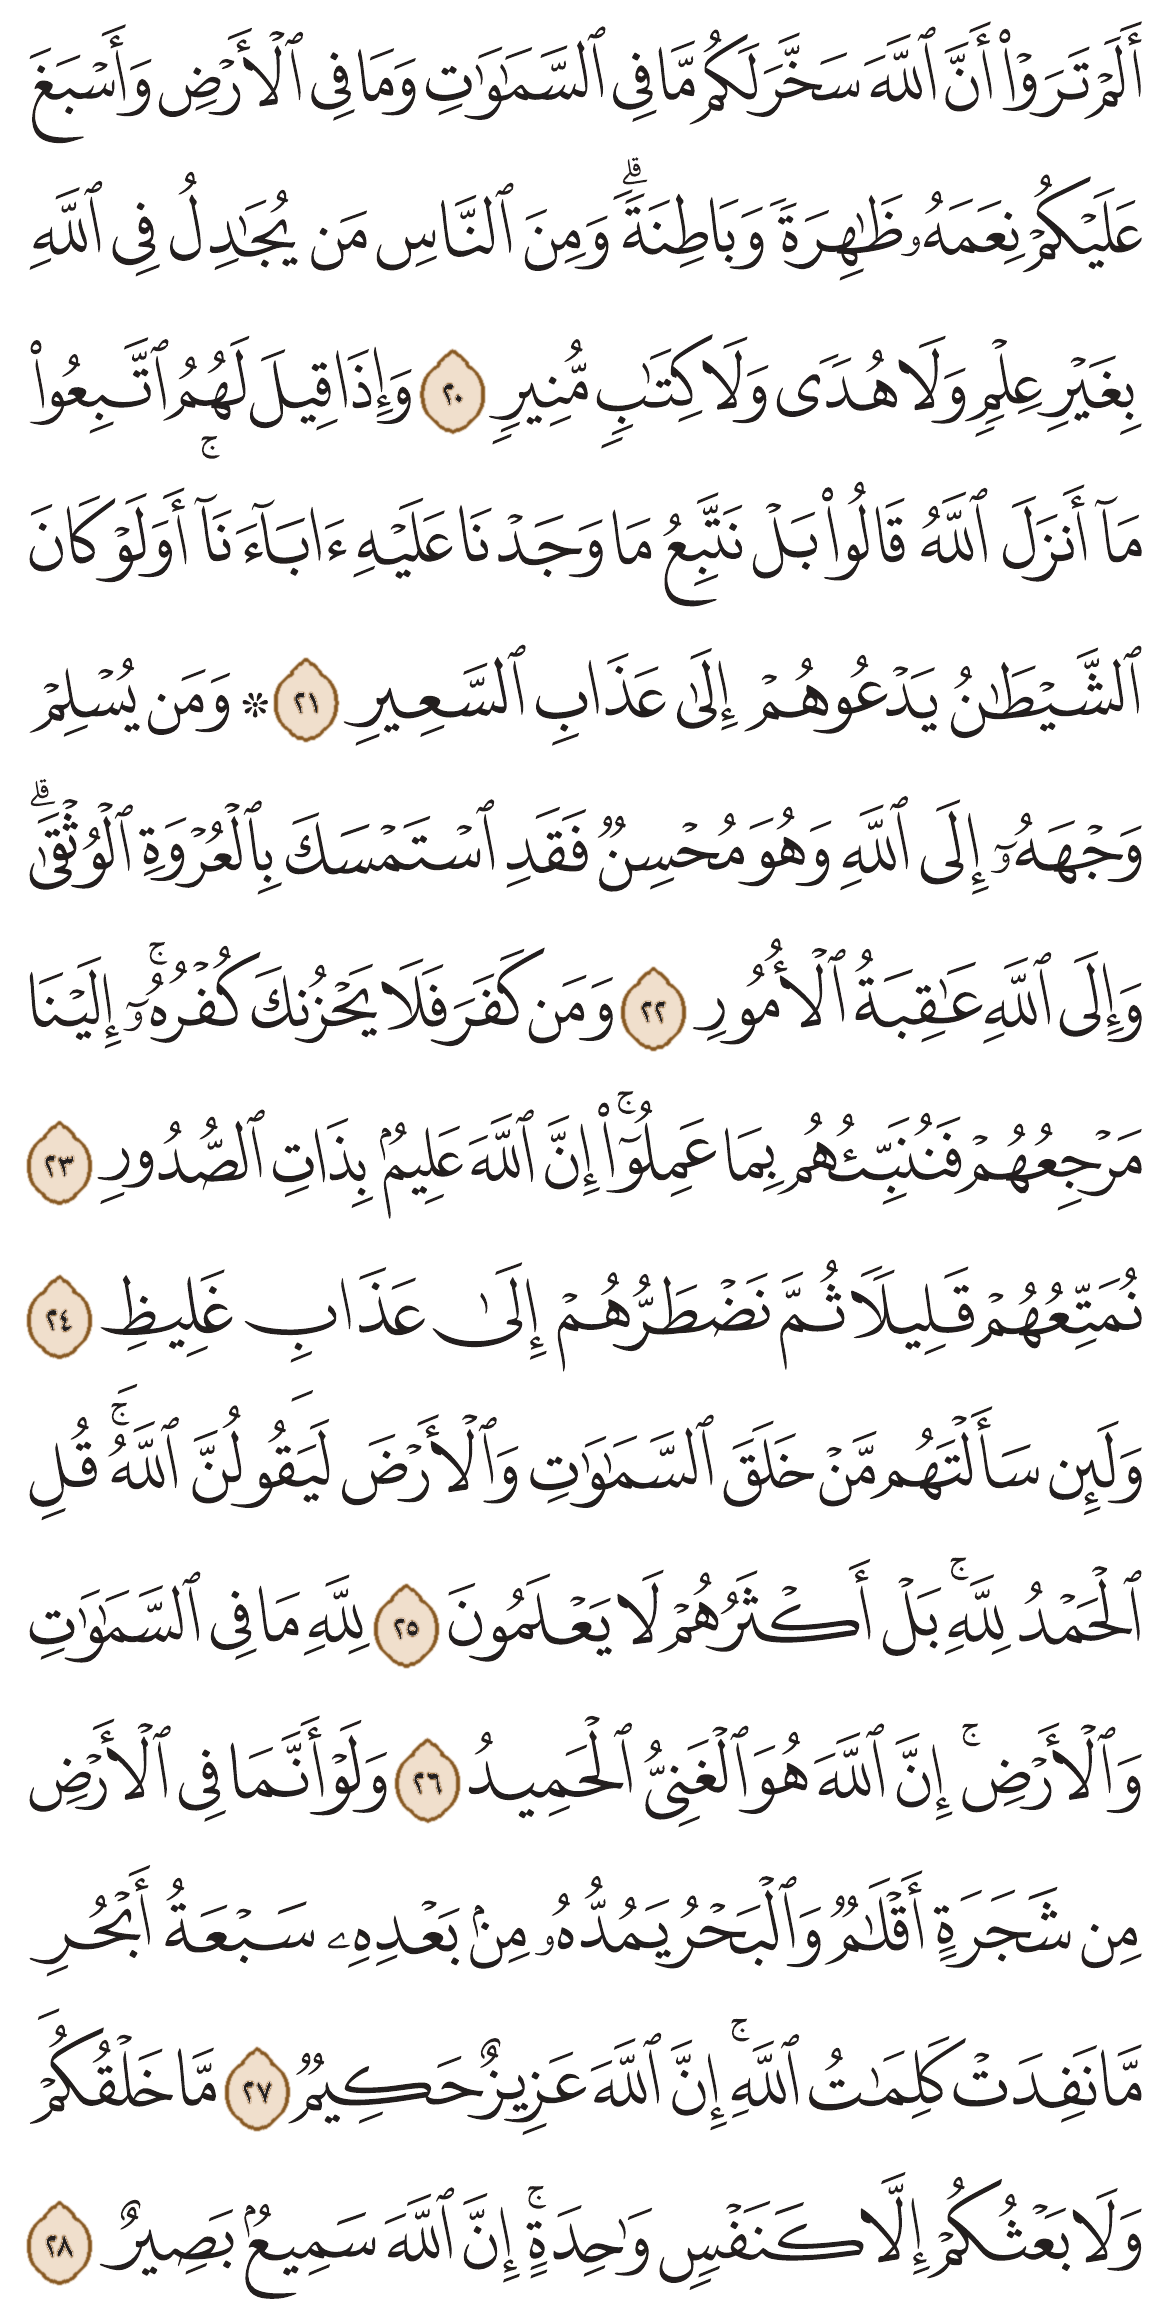 أَلَمْ تَرَوْا۟ أَنَّ ٱللَّهَ سَخَّرَ لَكُم مَّا فِى ٱلسَّمَـٰوَٰتِ وَمَا فِى ٱلْأَرْضِ وَأَسْبَغَ
عَلَيْكُمْ نِعَمَهُۥ ظَـٰهِرَةً وَبَاطِنَةً ۗ وَمِنَ ٱلنَّاسِ مَن يُجَـٰدِلُ فِى ٱللَّهِ
بِغَيْرِ عِلْمٍ وَلَا هُدًى وَلَا كِتَـٰبٍ مُّنِيرٍ ٢٠ وَإِذَا قِيلَ لَهُمُ ٱتَّبِعُوا۟
مَآ أَنزَلَ ٱللَّهُ قَالُوا۟ بَلْ نَتَّبِعُ مَا وَجَدْنَا عَلَيْهِ ءَابَآءَنَآ ۚ أَوَلَوْ كَانَ
ٱلشَّيْطَـٰنُ يَدْعُوهُمْ إِلَىٰ عَذَابِ ٱلسَّعِيرِ ٢١ ۞ وَمَن يُسْلِمْ
وَجْهَهُۥٓ إِلَى ٱللَّهِ وَهُوَ مُحْسِنٌ فَقَدِ ٱسْتَمْسَكَ بِٱلْعُرْوَةِ ٱلْوُثْقَىٰ ۗ
وَإِلَى ٱللَّهِ عَـٰقِبَةُ ٱلْأُمُورِ ٢٢ وَمَن كَفَرَ فَلَا يَحْزُنكَ كُفْرُهُۥٓ ۚ إِلَيْنَا
مَرْجِعُهُمْ فَنُنَبِّئُهُم بِمَا عَمِلُوٓا۟ ۚ إِنَّ ٱللَّهَ عَلِيمٌۢ بِذَاتِ ٱلصُّدُورِ ٢٣
نُمَتِّعُهُمْ قَلِيلًا ثُمَّ نَضْطَرُّهُمْ إِلَىٰ عَذَابٍ غَلِيظٍ ٢٤
وَلَئِن سَأَلْتَهُم مَّنْ خَلَقَ ٱلسَّمَـٰوَٰتِ وَٱلْأَرْضَ لَيَقُولُنَّ ٱللَّهُ ۚ قُلِ
ٱلْحَمْدُ لِلَّهِ ۚ بَلْ أَكْثَرُهُمْ لَا يَعْلَمُونَ ٢٥ لِلَّهِ مَا فِى ٱلسَّمَـٰوَٰتِ
وَٱلْأَرْضِ ۚ إِنَّ ٱللَّهَ هُوَ ٱلْغَنِىُّ ٱلْحَمِيدُ ٢٦ وَلَوْ أَنَّمَا فِى ٱلْأَرْضِ
مِن شَجَرَةٍ أَقْلَـٰمٌ وَٱلْبَحْرُ يَمُدُّهُۥ مِنۢ بَعْدِهِۦ سَبْعَةُ أَبْحُرٍ
مَّا نَفِدَتْ كَلِمَـٰتُ ٱللَّهِ ۚ إِنَّ ٱللَّهَ عَزِيزٌ حَكِيمٌ ٢٧ مَّا خَلْقُكُمْ
وَلَا بَعْثُكُمْ إِلَّا كَنَفْسٍ وَٰحِدَةٍ ۚ إِنَّ ٱللَّهَ سَمِيعٌۢ بَصِيرٌ ٢٨